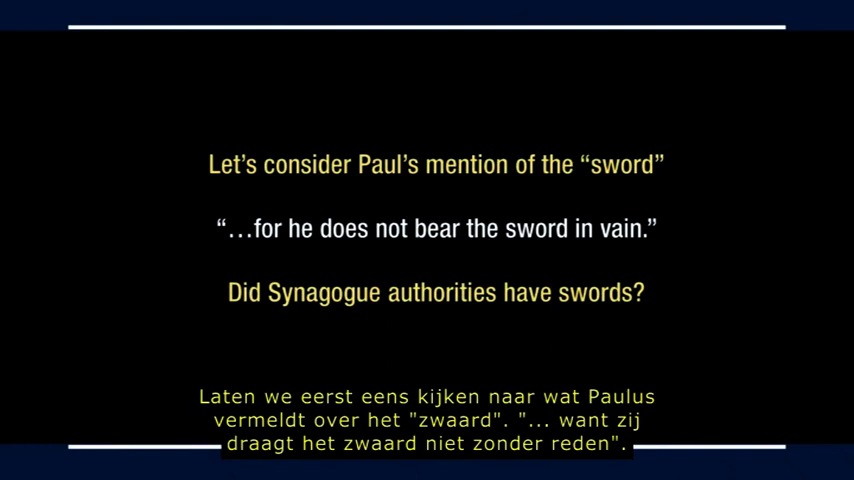 Let's consider Paul's mention of the “sword”
“…for he does not bear the sword in vain.”
Did Synagogue authorities have swords?
Laten we eerst eens kijken naar wat Paulus
vermeldt over het "zwaard". "... want zij
draagt het zwaard niet zonder reden".